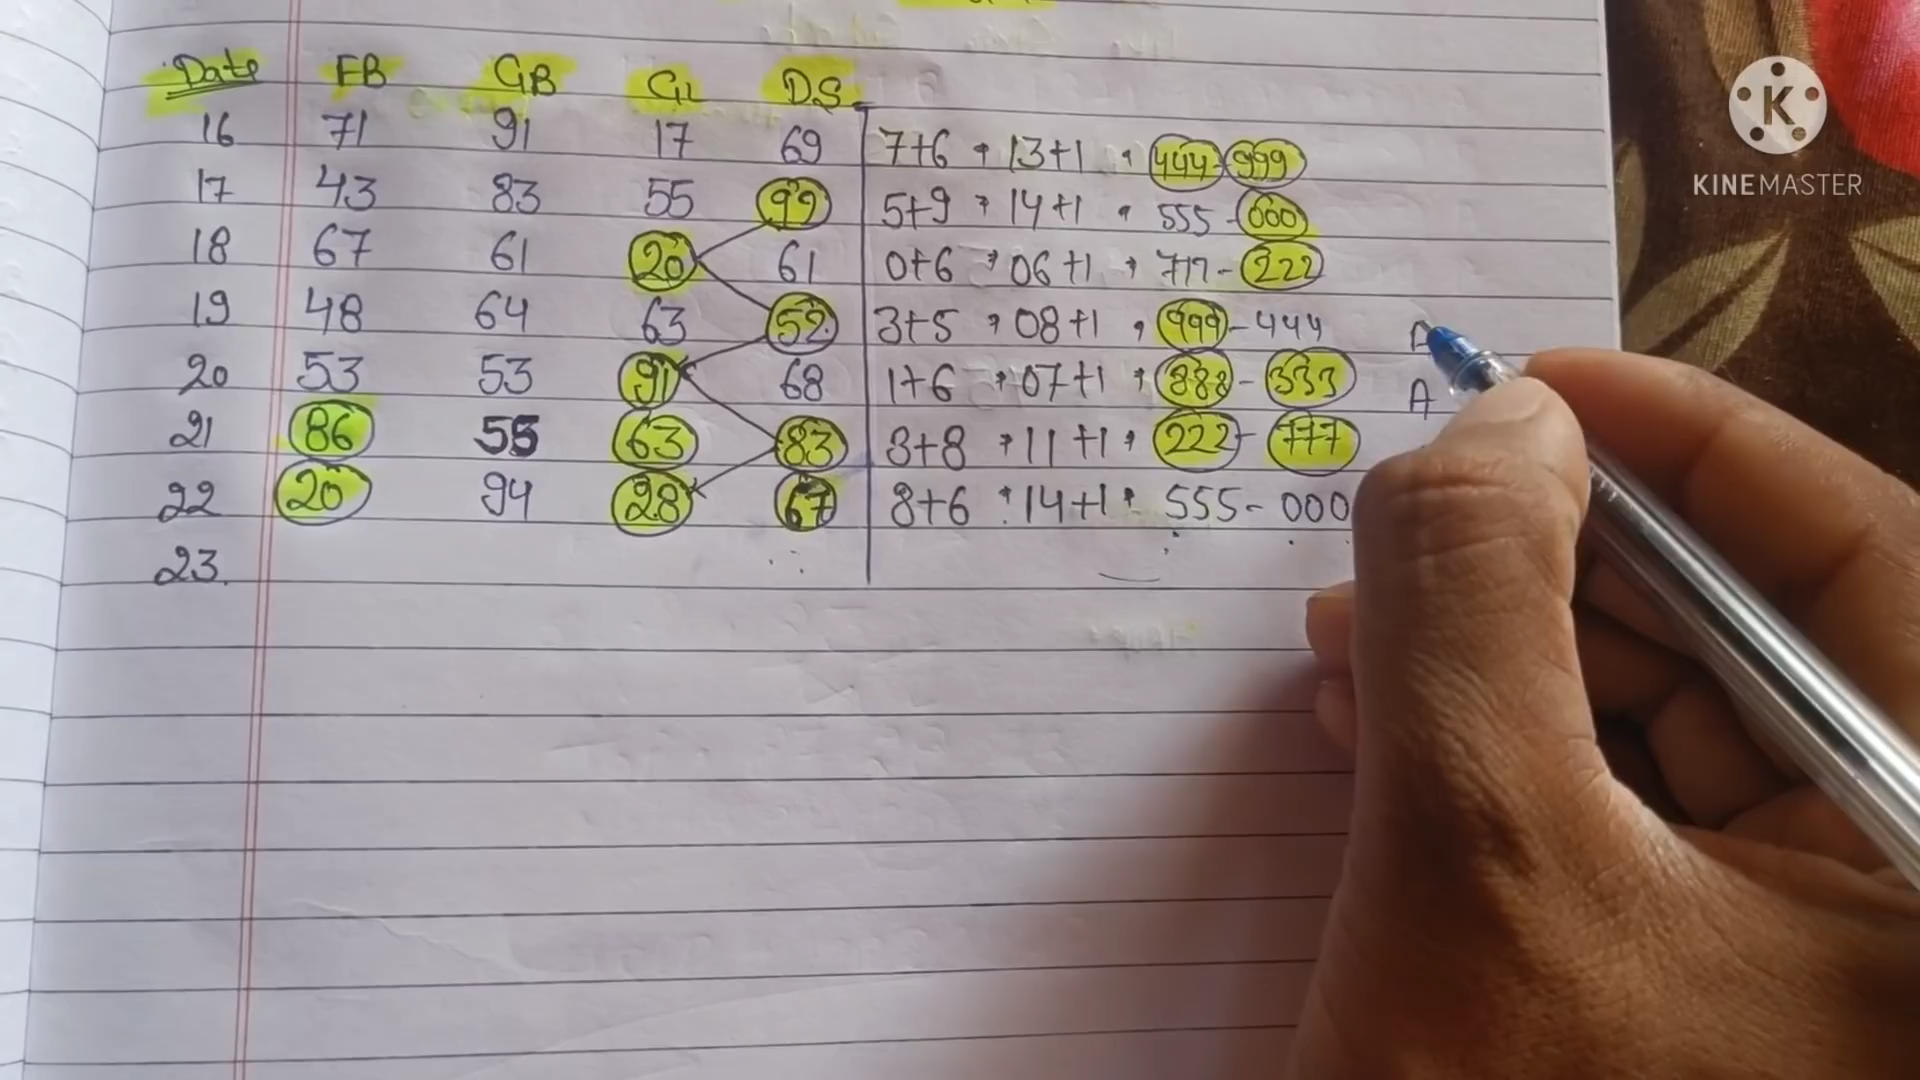 Date FB GB GL D.S.
16 71 91 17 69 7+6 13+1 444-999
17 43 83 55 99 5+9 14+1 555-000
18 67 61 20 61 0+6 06+1 777-222
19 48 64 63 52 3+5 08+1 999-444
20 53 53 91 68 1+6 07+1 888-333 A
21 86 55 63 83 3+8 11+1 222-777
22 20 94 28 67 8+6 14+1 555-000
23.
K
KINEMASTER